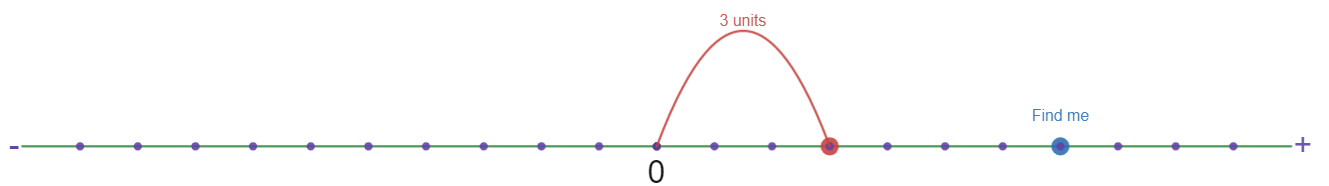 3 units
Find me
- +
0